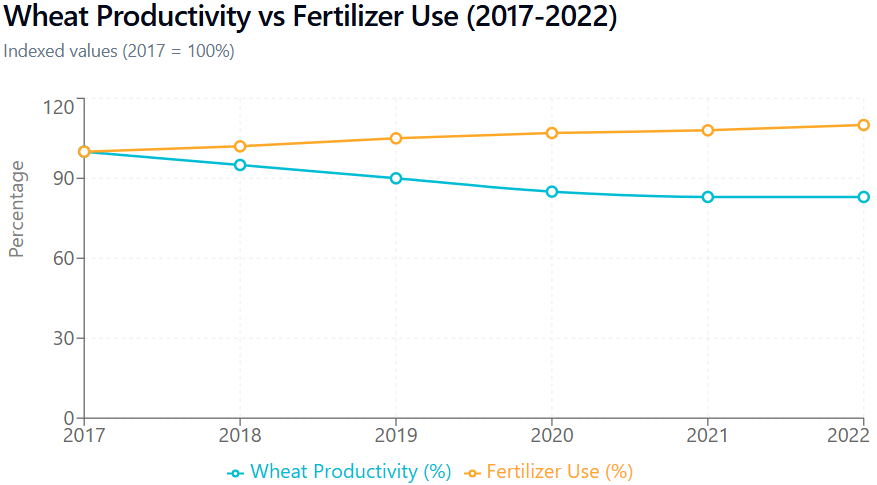 Wheat Productivity vs Fertilizer Use (2017-2022)
Indexed values (2017 = 100%)
120
90
60
30
0
Percentage
2017 2018 2019 2020 2021 2022
Wheat Productivity (%) Fertilizer Use (%)